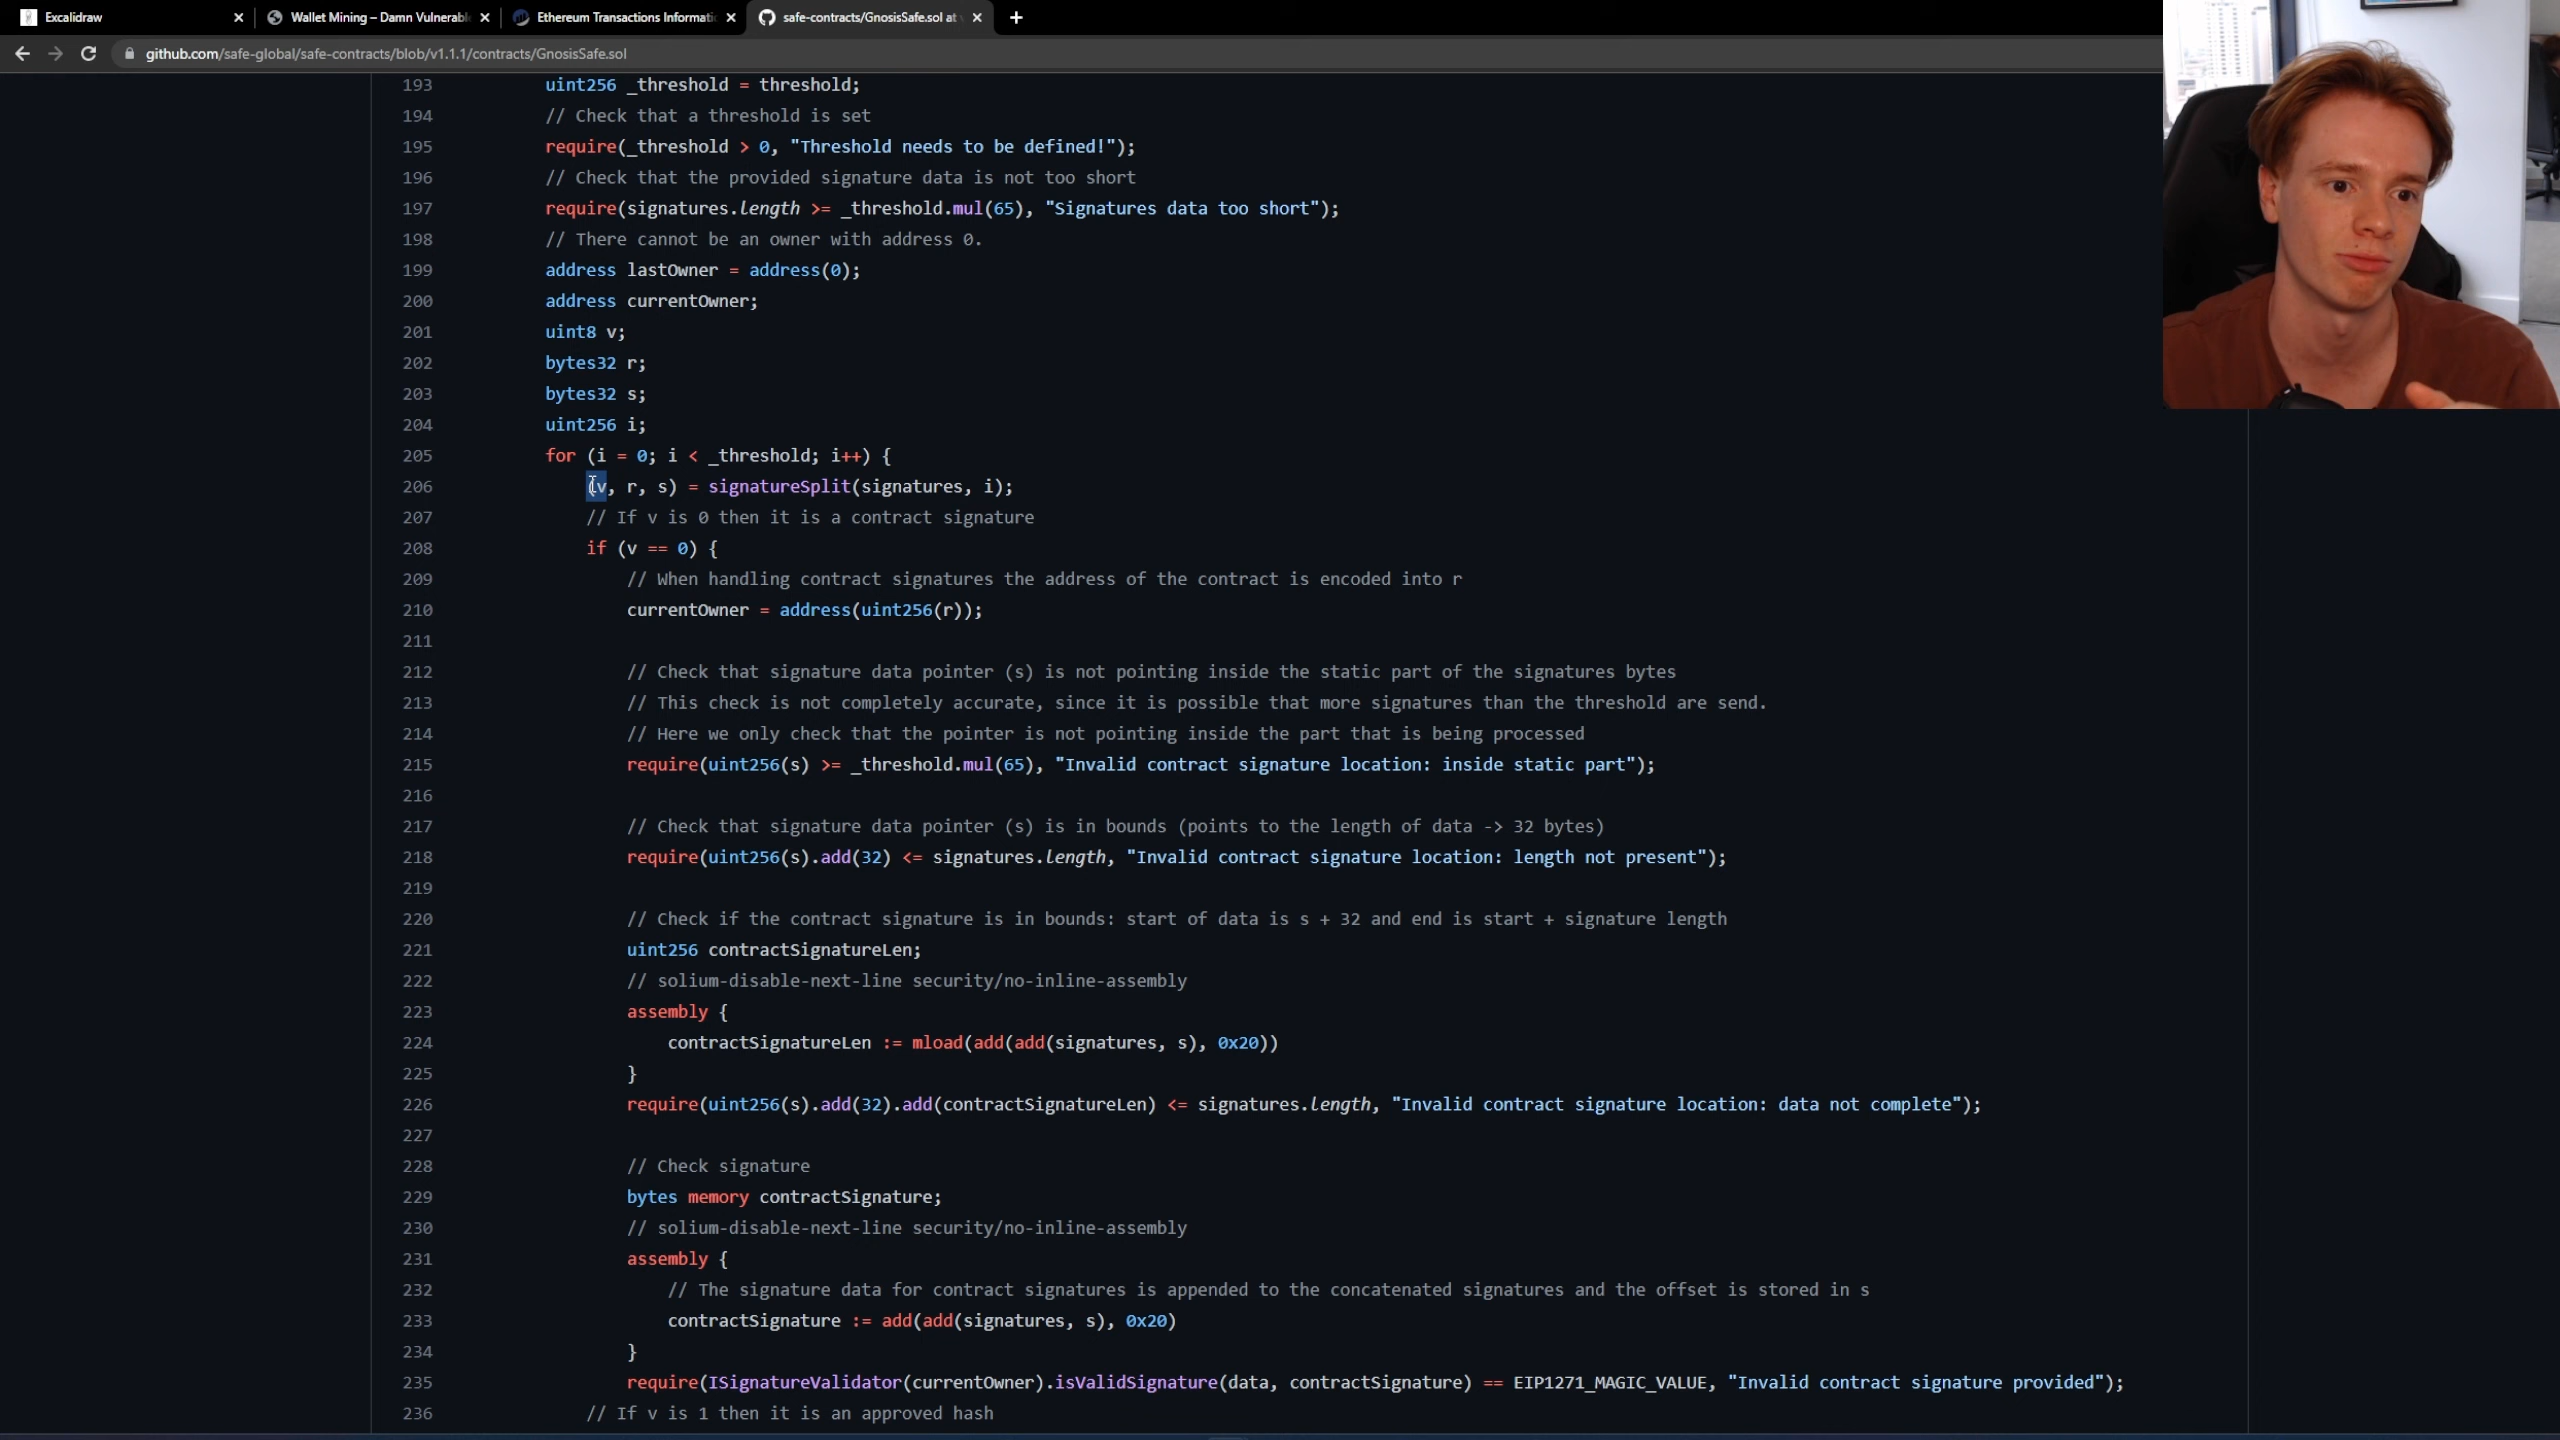 Excalidraw
Wallet Mining – Damn Vulnerabl
Ethereum Transactions Informati
safe-contracts/GnosisSafe.sol at
github.com/safe-global/safe-contracts/blob/v1.1.1/contracts/GnosisSafe.sol
193 uint256 _threshold = threshold;
194 // Check that a threshold is set
195 require(_threshold > 0, "Threshold needs to be defined!");
196 // Check that the provided signature data is not too short
197 require(signatures.length >= _threshold.mul(65), "Signatures data too short");
198 // There cannot be an owner with address 0.
199 address lastOwner = address(0);
200 address currentOwner;
201 uint8 v;
202 bytes32 r;
203 bytes32 s;
204 uint256 i;
205 for (i = 0; i < _threshold; i++) {
206 (v, r, s) = signatureSplit(signatures, i);
207 // If v is 0 then it is a contract signature
208 if (v == 0) {
209 // When handling contract signatures the address of the contract is encoded into r
210 currentOwner = address(uint256(r));
211
212 // Check that signature data pointer (s) is not pointing inside the static part of the signatures bytes
213 // This check is not completely accurate, since it is possible that more signatures than the threshold are send.
214 // Here we only check that the pointer is not pointing inside the part that is being processed
215 require(uint256(s) >= _threshold.mul(65), "Invalid contract signature location: inside static part");
216
217 // Check that signature data pointer (s) is in bounds (points to the length of data -> 32 bytes)
218 require(uint256(s).add(32) <= signatures.length, "Invalid contract signature location: length not present");
219
220 // Check if the contract signature is in bounds: start of data is s + 32 and end is start + signature length
221 uint256 contractSignatureLen;
222 // solium-disable-next-line security/no-inline-assembly
223 assembly {
224 contractSignatureLen := mload(add(add(signatures, s), 0x20))
225 }
226 require(uint256(s).add(32).add(contractSignatureLen) <= signatures.length, "Invalid contract signature location: data not complete");
227
228 // Check signature
229 bytes memory contractSignature;
230 // solium-disable-next-line security/no-inline-assembly
231 assembly {
232 // The signature data for contract signatures is appended to the concatenated signatures and the offset is stored in s
233 contractSignature := add(add(signatures, s), 0x20)
234 }
235 require(ISignatureValidator(currentOwner).isValidSignature(data, contractSignature) == EIP1271_MAGIC_VALUE, "Invalid contract signature provided");
236 // If v is 1 then it is an approved hash